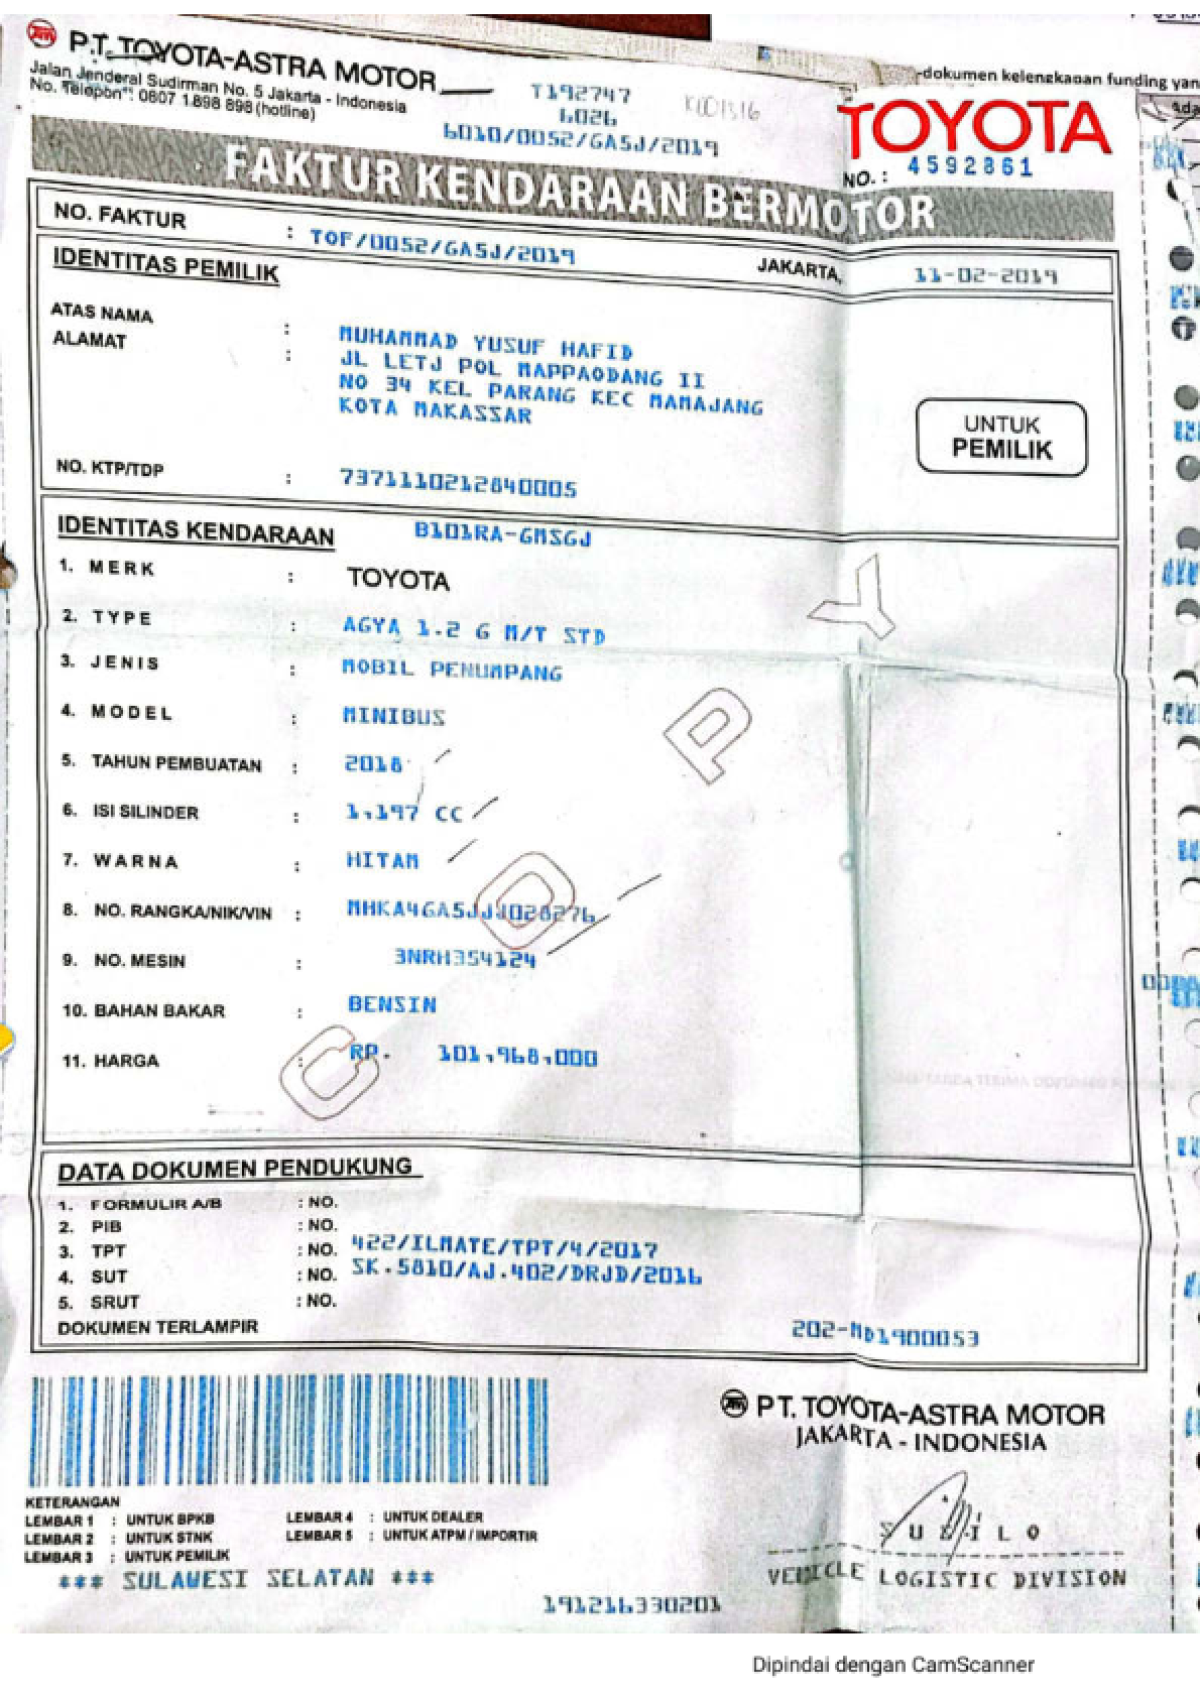 P.T. TOYOTA-ASTRA MOTOR
Jalan Jenderal Sudirman No. 5 Jakarta - Indonesia
No. Telepon : 0807 1 898 898 (hotline)
T192747
6026
6010/0052/GA5J/2019
-dokumen kelengkapan funding yan
TOYOTA
NO. : 4592861
FAKTUR KENDARAAN BERMOTOR
NO. FAKTUR : TOF/0052/GA5J/2019 JAKARTA, 11-02-2019
IDENTITAS PEMILIK
ATAS NAMA : MUHAMMAD YUSUF HAFID
ALAMAT : JL LETJ POL MAPPAODANG II
NO 34 KEL PARANG KEC MAMAJANG
KOTA MAKASSAR
UNTUK
PEMILIK
NO. KTP/TDP : 7371110212840005
IDENTITAS KENDARAAN B101RA-GMSGJ
1. MERK : TOYOTA
2. TYPE : AGYA 1.2 G M/T STD
3. JENIS : MOBIL PENUMPANG
4. MODEL : MINIBUS
5. TAHUN PEMBUATAN : 2018
6. ISI SILINDER : 1,197 CC
7. WARNA : HITAM
8. NO. RANGKA/NIK/VIN : MHKA4GA5JJJ028276
9. NO. MESIN : 3NRH354124
10. BAHAN BAKAR : BENSIN
11. HARGA : RP. 101,968,000
COPY
DATA DOKUMEN PENDUKUNG
1. FORMULIR A/B : NO.
2. PIB : NO.
3. TPT : NO. 422/ILMATE/TPT/4/2017
4. SUT : NO. SK.5810/AJ.402/DRJD/2016
5. SRUT : NO.
DOKUMEN TERLAMPIR 202-MD1900053
P.T. TOYOTA-ASTRA MOTOR
JAKARTA - INDONESIA
KETERANGAN
LEMBAR 1 : UNTUK BPKB LEMBAR 4 : UNTUK DEALER
LEMBAR 2 : UNTUK STNK LEMBAR 5 : UNTUK ATPM / IMPORTIR
LEMBAR 3 : UNTUK PEMILIK
SUSILO
*** SULAWESI SELATAN ***
VEHICLE LOGISTIC DIVISION
191216330201
Dipindai dengan CamScanner